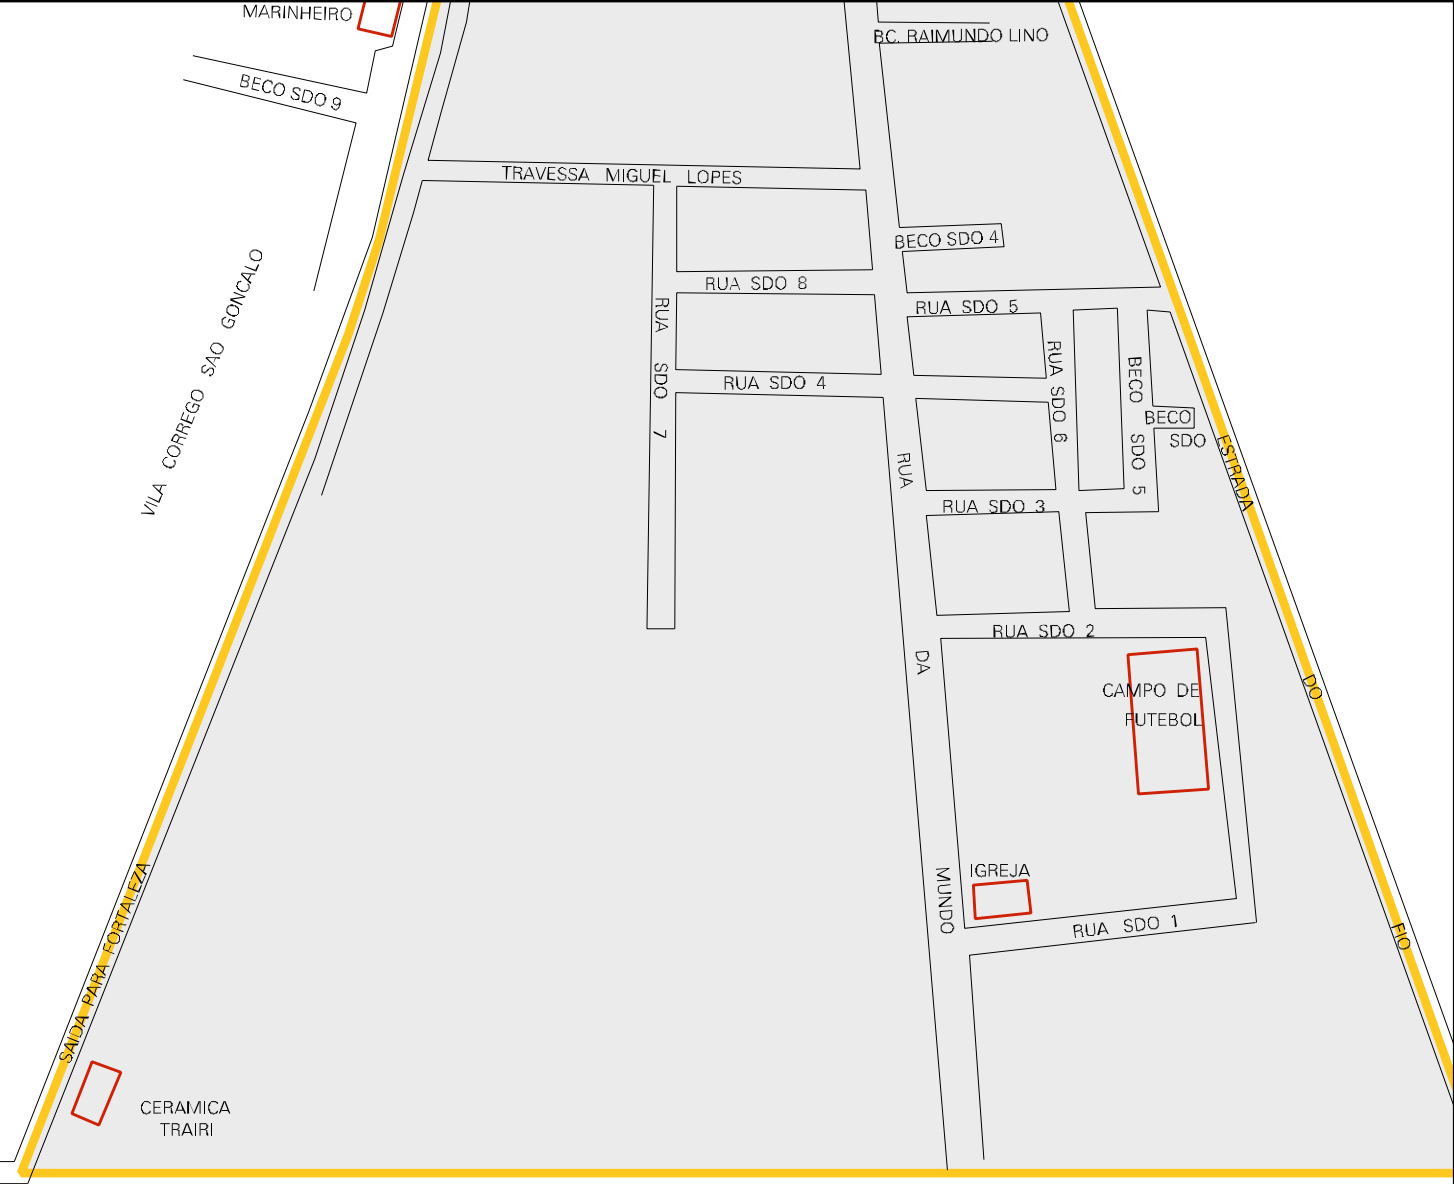 MARINHEIRO
BC. RAIMUNDO LINO
BECO SDO 9
TRAVESSA MIGUEL LOPES
BECO SDO 4
VILA CORREGO SAO GONCALO
RUA SDO 8
RUA SDO 5
RUA SDO 7
RUA SDO 6
BECO SDO 5
RUA SDO 4
BECO
SDO
ESTRADA DO FIO
RUA DA MUNDO
RUA SDO 3
RUA SDO 2
CAMPO DE
FUTEBOL
IGREJA
RUA SDO 1
SAIDA PARA FORTALEZA
CERAMICA
TRAIRI